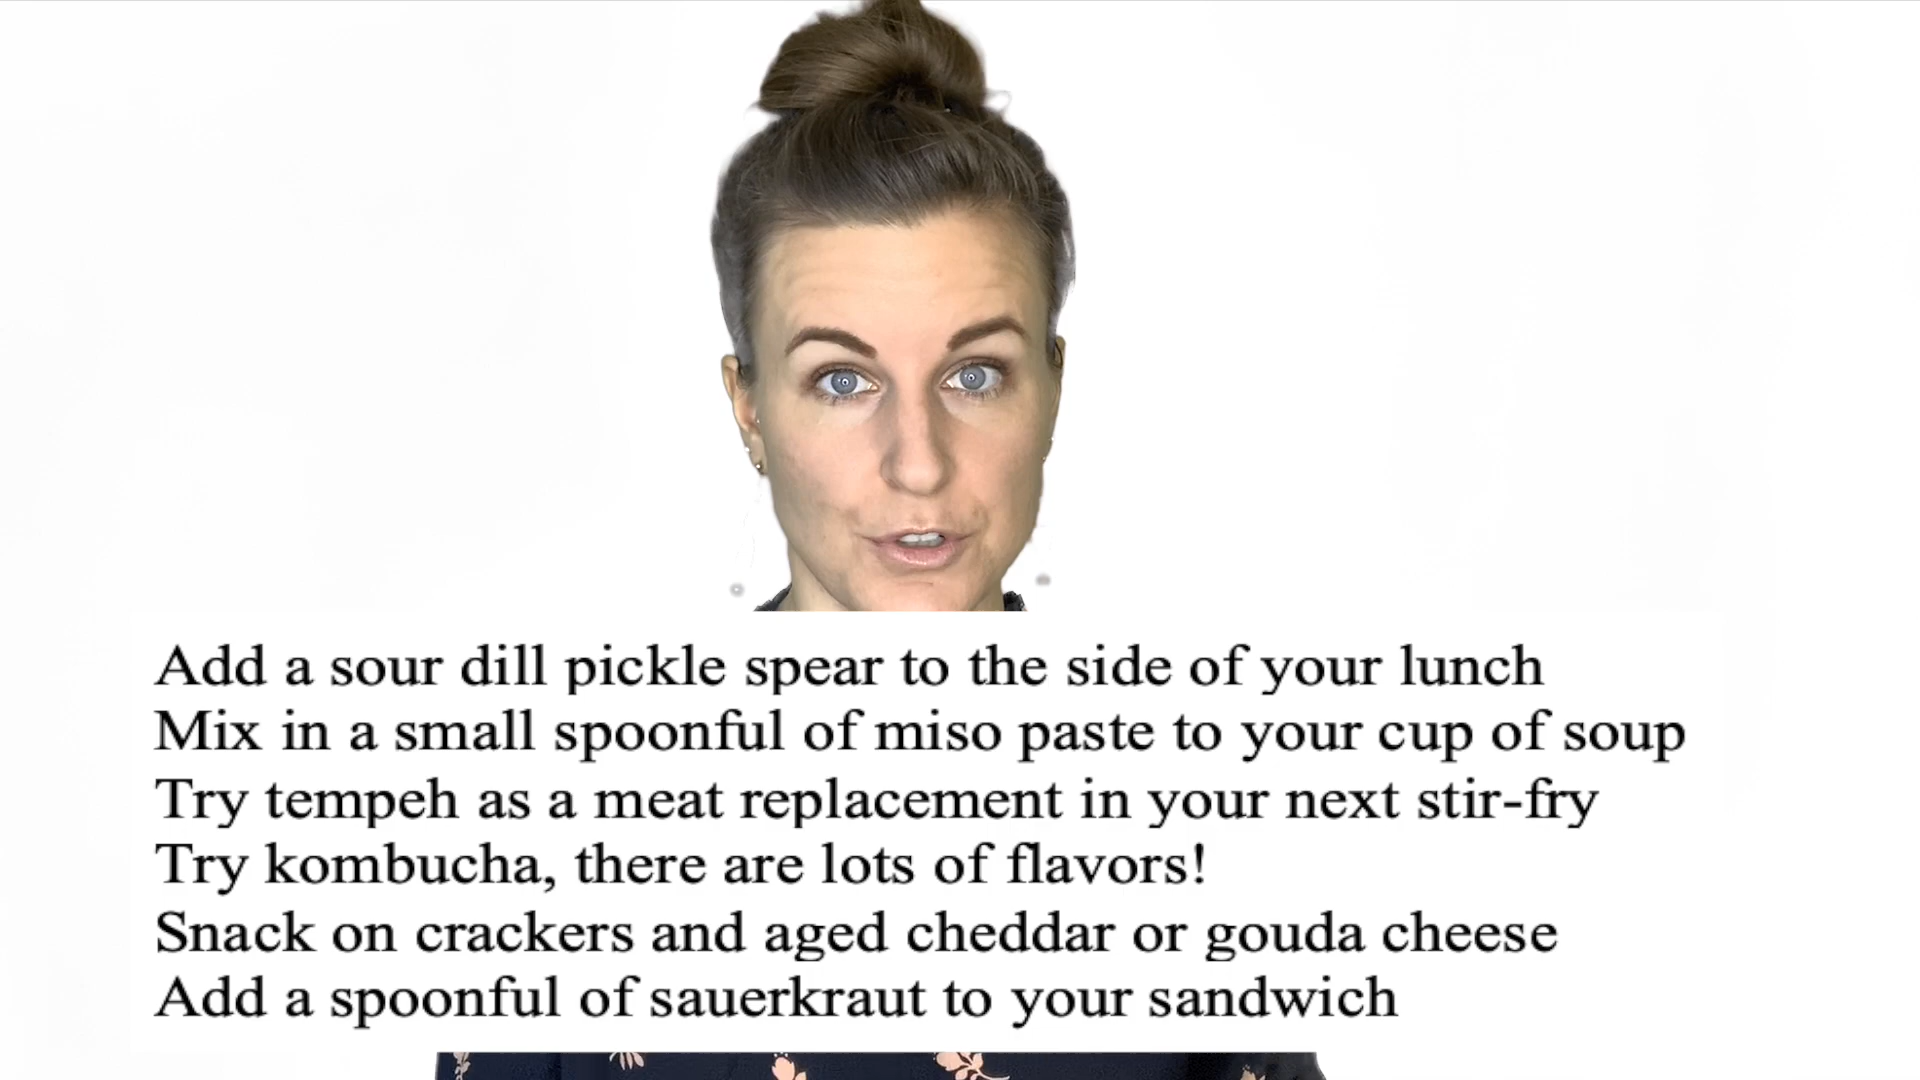 Add a sour dill pickle spear to the side of your lunch
Mix in a small spoonful of miso paste to your cup of soup
Try tempeh as a meat replacement in your next stir-fry
Try kombucha, there are lots of flavors!
Snack on crackers and aged cheddar or gouda cheese
Add a spoonful of sauerkraut to your sandwich